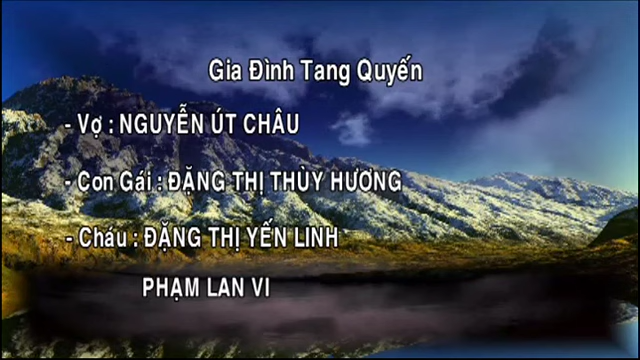 Gia Đình Tang Quyến
- Vợ : NGUYỄN ÚT CHÂU
- Con Gái : ĐẶNG THỊ THÙY HƯƠNG
- Cháu : ĐẶNG THỊ YẾN LINH
PHẠM LAN VI